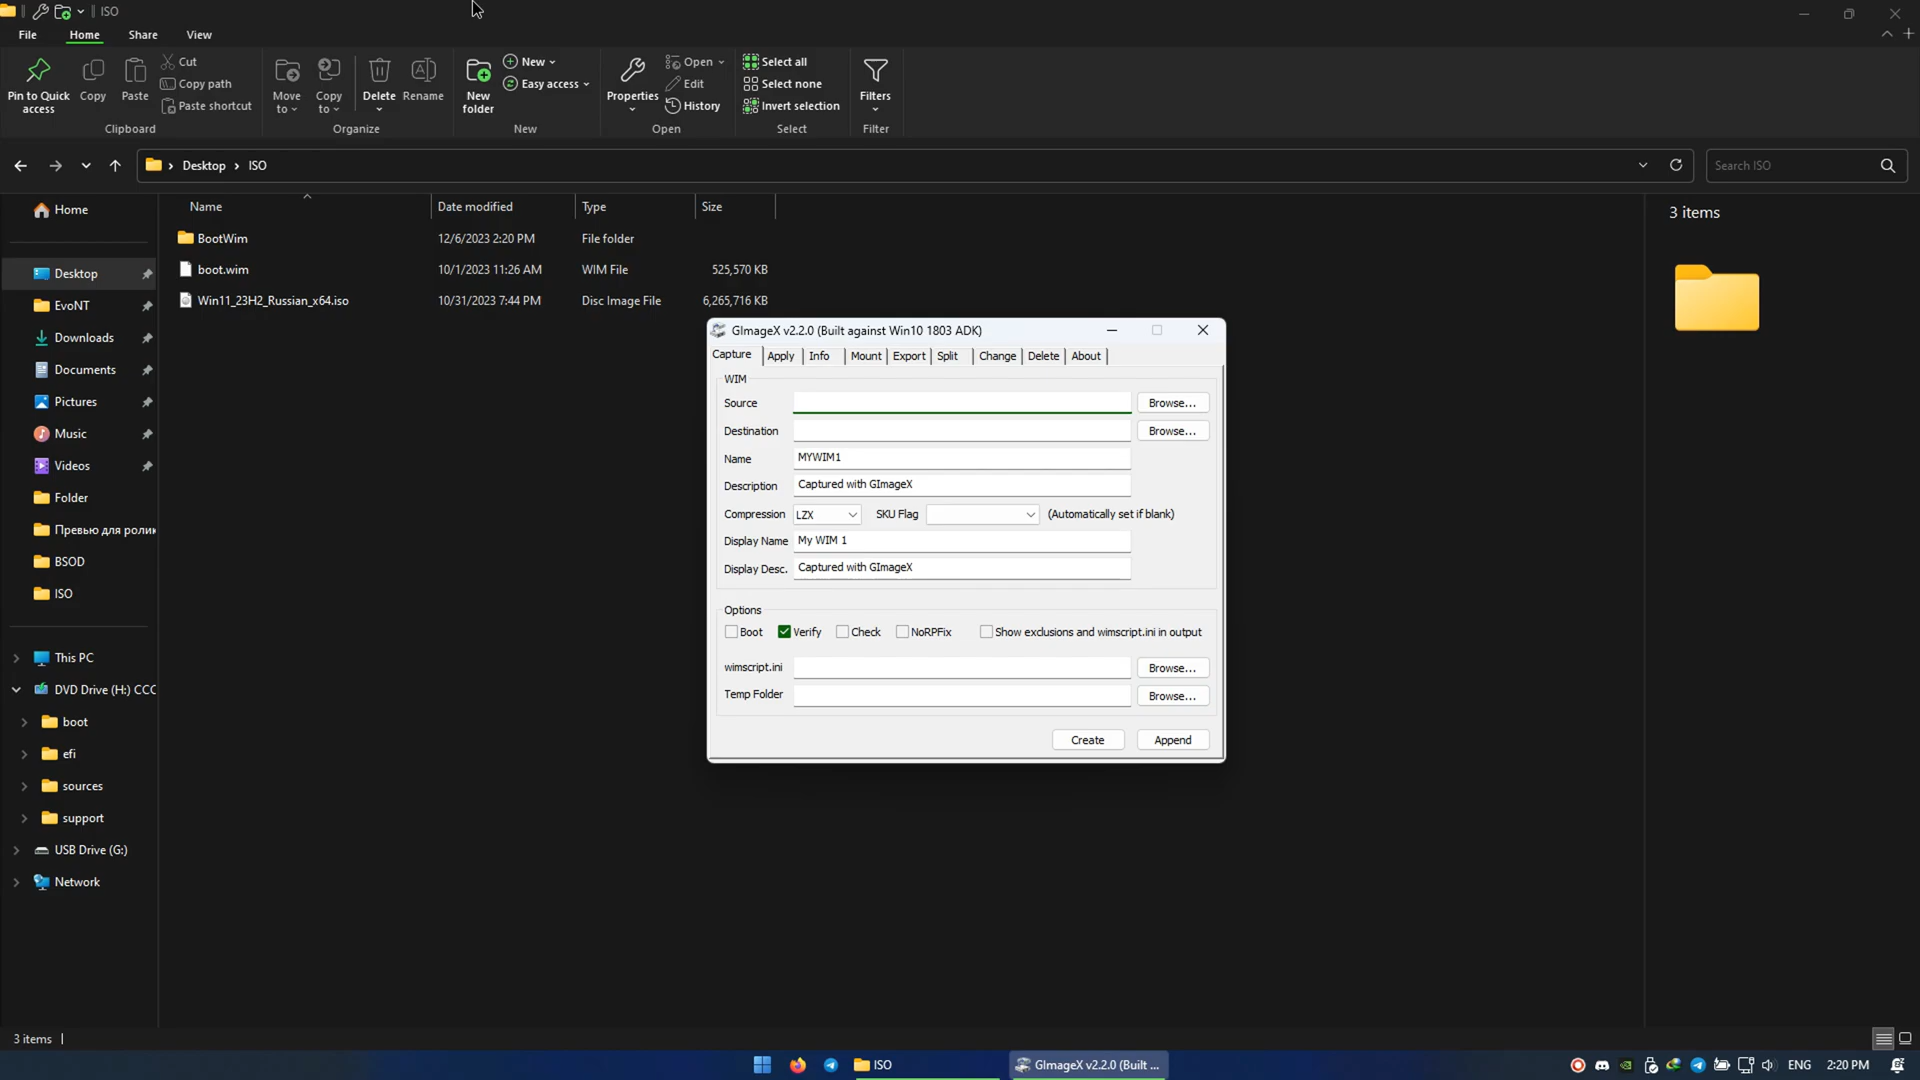 ISO
File Home Share View
Pin to Quick access
Copy
Paste
Cut
Copy path
Paste shortcut
Clipboard
Move to
Copy to
Delete
Rename
Organize
New folder
New
Easy access
New
Properties
Open
Edit
History
Open
Select all
Select none
Invert selection
Select
Filters
Filter
Desktop > ISO
Search ISO
Name Date modified Type Size
BootWim 12/6/2023 2:20 PM File folder
boot.wim 10/1/2023 11:26 AM WIM File 525,570 KB
Win11_23H2_Russian_x64.iso 10/31/2023 7:44 PM Disc Image File 6,265,716 KB
3 items
Home
Desktop
EvoNT
Downloads
Documents
Pictures
Music
Videos
Folder
Превью для ролик
BSOD
ISO
This PC
DVD Drive (H:) CCC
boot
efi
sources
support
USB Drive (G:)
Network
GImageX v2.2.0 (Built against Win10 1803 ADK)
Capture Apply Info Mount Export Split Change Delete About
WIM
Source Browse...
Destination Browse...
Name MYWIM1
Description Captured with GImageX
Compression LZX SKU Flag (Automatically set if blank)
Display Name My WIM 1
Display Desc. Captured with GImageX
Options
Boot Verify Check NoRPFix Show exclusions and wimscript.ini in output
wimscript.ini Browse...
Temp Folder Browse...
Create Append
3 items
ISO
GImageX v2.2.0 (Built ...
ENG 2:20 PM